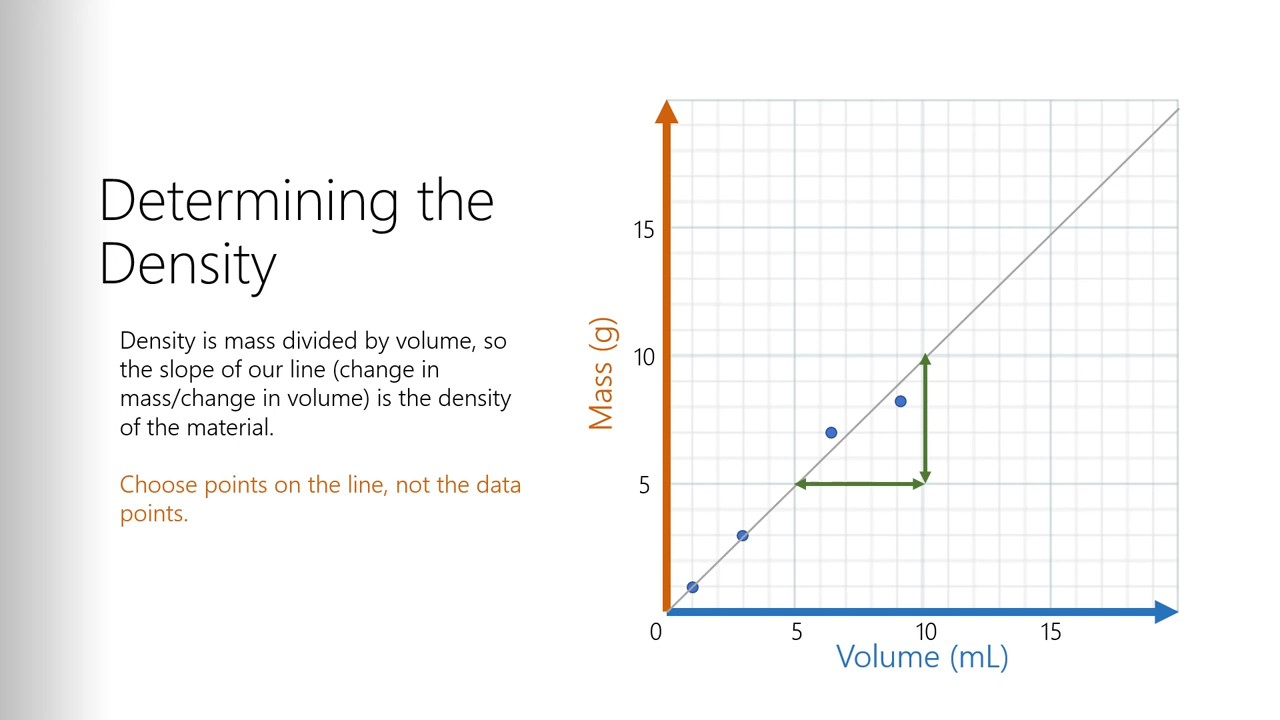 Determining the
Density
Density is mass divided by volume, so
the slope of our line (change in
mass/change in volume) is the density
of the material.
Choose points on the line, not the data
points.
Mass (g)
15
10
5
0
5
10
15
Volume (mL)